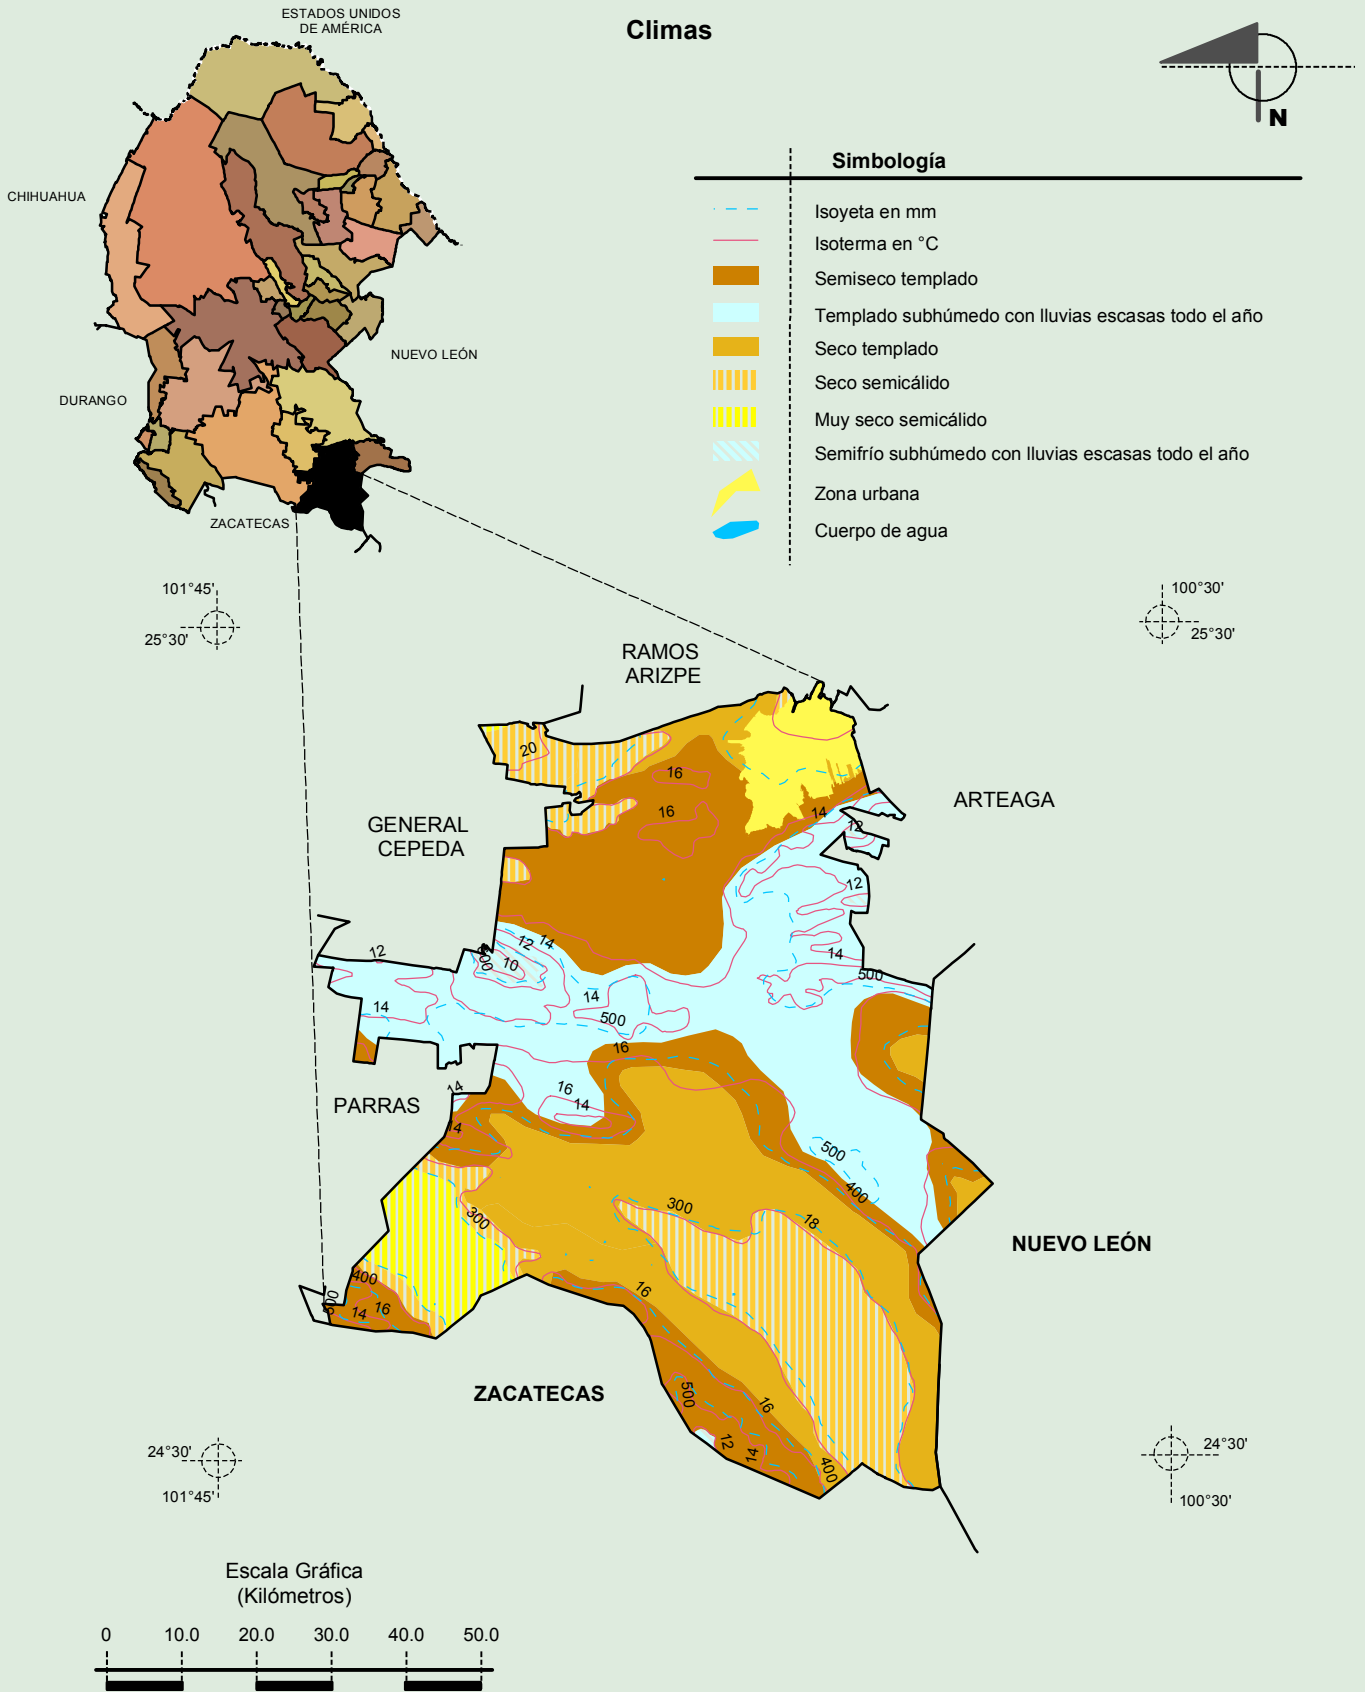 ESTADOS UNIDOS
DE AMÉRICA
Climas
N
CHIHUAHUA
NUEVO LEÓN
DURANGO
ZACATECAS
Simbología
Isoyeta en mm
Isoterma en °C
Semiseco templado
Templado subhúmedo con lluvias escasas todo el año
Seco templado
Seco semicálido
Muy seco semicálido
Semifrío subhúmedo con lluvias escasas todo el año
Zona urbana
Cuerpo de agua
101°45'
25°30'
100°30'
25°30'
RAMOS
ARIZPE
ARTEAGA
GENERAL
CEPEDA
PARRAS
NUEVO LEÓN
ZACATECAS
20
16
16
14
12
12
14
500
12
12
14
10
14
14
500
16
14
16
14
14
500
400
300
300
18
400
14
16
16
16
500
12
14
400
24°30'
101°45'
24°30'
100°30'
Escala Gráfica
(Kilómetros)
0 10.0 20.0 30.0 40.0 50.0